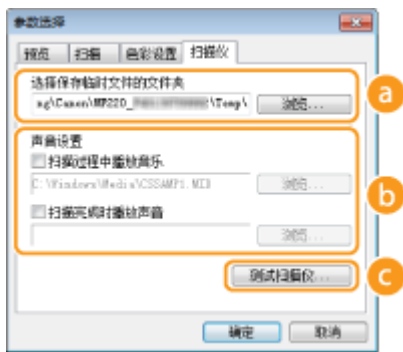 参数选择
预览 扫描 色彩设置 扫描仪
选择保存临时文件的文件夹
ng\Canon\MP220_ \Temp\ 浏览...
a
声音设置
扫描过程中播放音乐
C:\Windows\Media\CSSAMP1.MID 浏览...
b
扫描完成时播放声音
浏览...
测试扫描仪... c
确定 取消